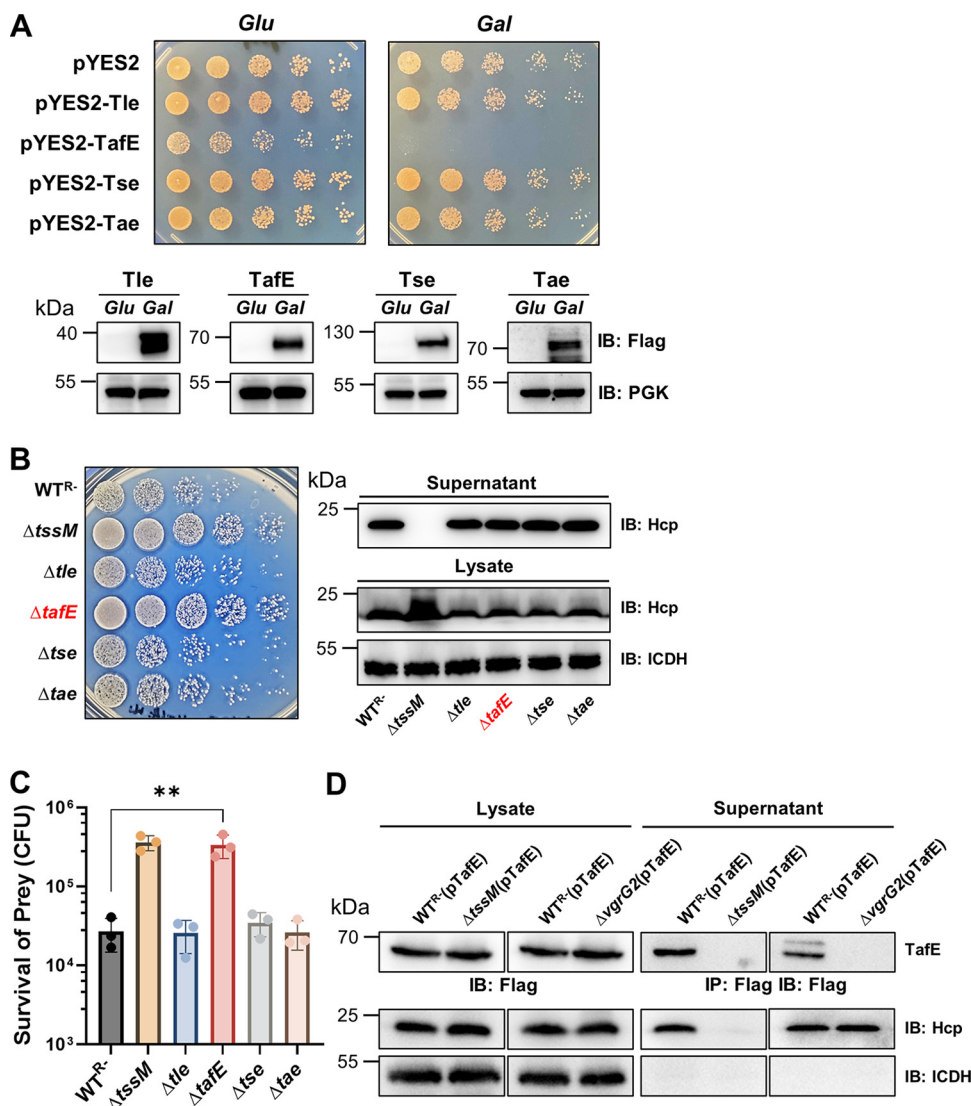 A
Glu Gal
pYES2
pYES2-Tle
pYES2-TafE
pYES2-Tse
pYES2-Tae
Tle TafE Tse Tae
kDa Glu Gal Glu Gal Glu Gal Glu Gal
40 70 130 70 IB: Flag
55 55 55 55 IB: PGK
B
WTR-
ΔtssM
Δtle
ΔtafE
Δtse
Δtae
kDa Supernatant
25 IB: Hcp
Lysate
25 IB: Hcp
55 IB: ICDH
WTR- ΔtssM Δtle ΔtafE Δtse Δtae
C
Survival of Prey (CFU)
**
10⁶
10⁵
10⁴
10³
WTR- ΔtssM Δtle ΔtafE Δtse Δtae
D
Lysate Supernatant
WTR-(pTafE) ΔtssM(pTafE) WTR-(pTafE) ΔvgrG2(pTafE) WTR-(pTafE) ΔtssM(pTafE) WTR-(pTafE) ΔvgrG2(pTafE)
kDa
70 TafE
IB: Flag IP: Flag IB: Flag
25 IB: Hcp
55 IB: ICDH